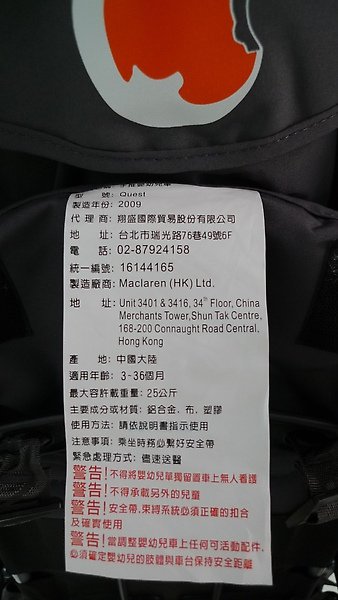 手推嬰幼兒車
型 號: Quest
製造年份: 2009
代 理 商: 翔盛國際貿易股份有限公司
地 址: 台北市瑞光路76巷49號6F
電 話: 02-87924158
統一編號: 16144165
製造廠商: Maclaren (HK) Ltd.
地 址: Unit 3401 & 3416, 34th Floor, China
Merchants Tower,Shun Tak Centre,
168-200 Connaught Road Central,
Hong Kong
產 地: 中國大陸
適用年齡: 3-36個月
最大容許載重量: 25公斤
主要成分或材質: 鋁合金、布、塑膠
使用方法: 請依說明書指示使用
注意事項: 乘坐時務必繫好安全帶
緊急處理方式: 儘速送醫
警告!不得將嬰幼兒單獨留置車上無人看護
警告!不得承載另外的兒童
警告!安全帶,束縛系統必須正確的扣合
及確實使用
警告!當調整嬰幼兒車上任何可活動配件,
必須確定嬰幼兒的肢體與車台保持安全距離